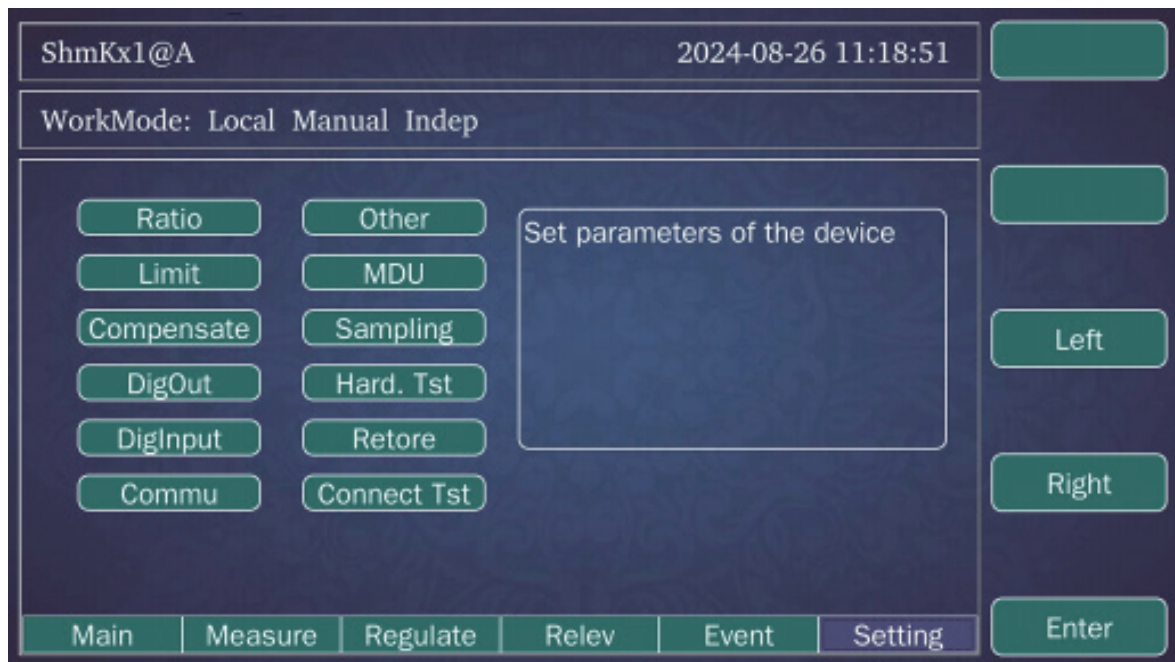 ShmKx1@A 2024-08-26 11:18:51
WorkMode: Local Manual Indep
Ratio Other
Set parameters of the device
Limit MDU
Compensate Sampling
Left
DigOut Hard. Tst
DigInput Retore
Commu Connect Tst
Right
Main Measure Regulate Relev Event Setting
Enter